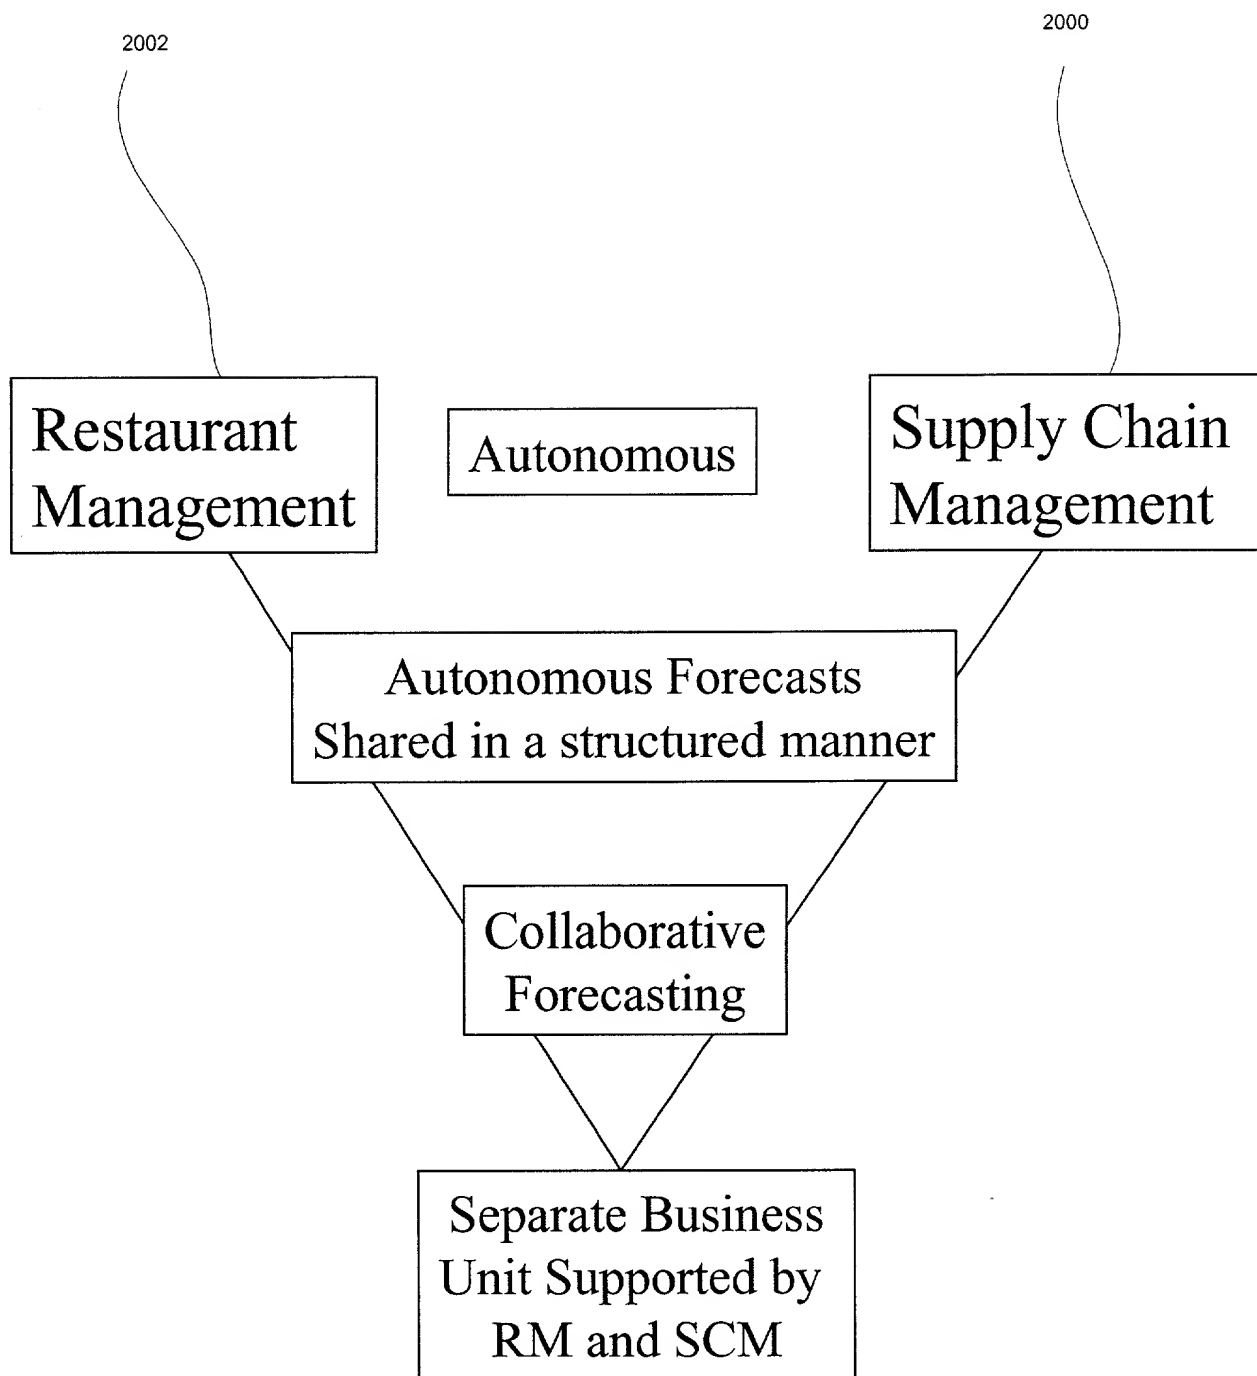 2002
2000
Restaurant
Management
Autonomous
Supply Chain
Management
Autonomous Forecasts
Shared in a structured manner
Collaborative
Forecasting
Separate Business
Unit Supported by
RM and SCM